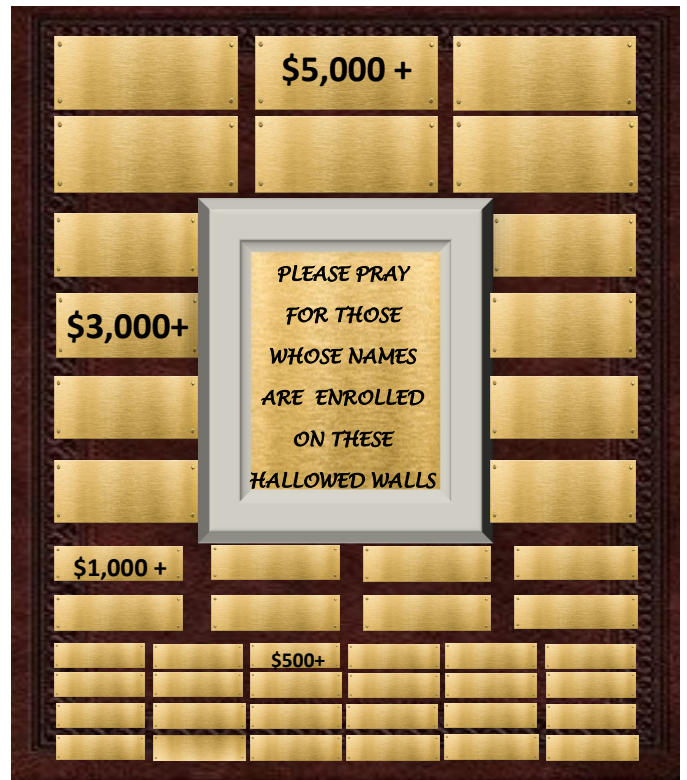 $5,000 +
PLEASE PRAY
FOR THOSE
$3,000+
WHOSE NAMES
ARE ENROLLED
ON THESE
HALLOWED WALLS
$1,000 +
$500+